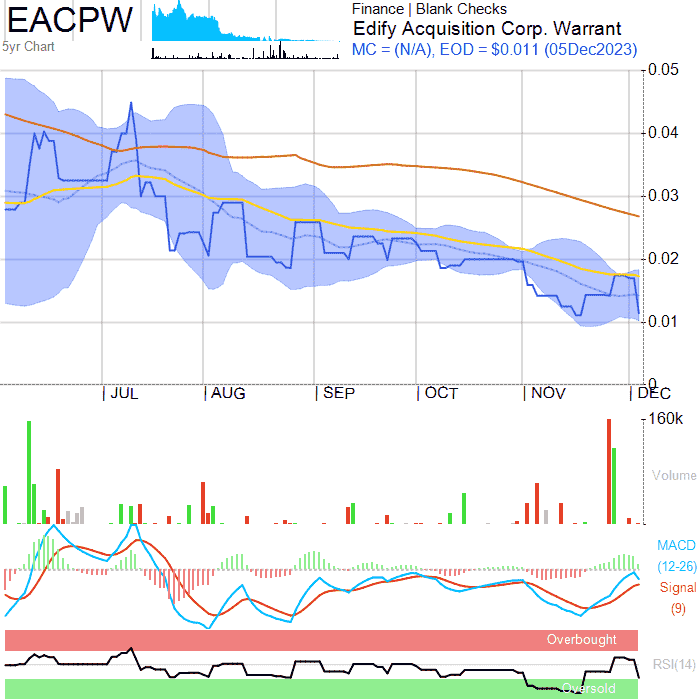 EACPW
5yr Chart
Finance | Blank Checks
Edify Acquisition Corp. Warrant
MC = (N/A), EOD = $0.011 (05Dec2023)
0.05
0.04
0.03
0.02
0.01
0
| JUL | AUG | SEP | OCT | NOV | DEC
160k
Volume
MACD
(12-26)
Signal
(9)
Overbought
RSI(14)
Oversold